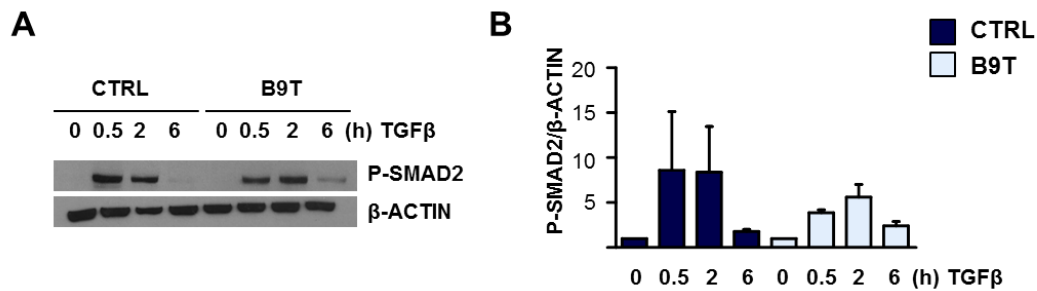 A
CTRL B9T
0 0.5 2 6 0 0.5 2 6 (h) TGFβ
P-SMAD2
β-ACTIN
B
CTRL
B9T
P-SMAD2/β-ACTIN
20
15
10
5
0 0.5 2 6 0 0.5 2 6 (h) TGFβ